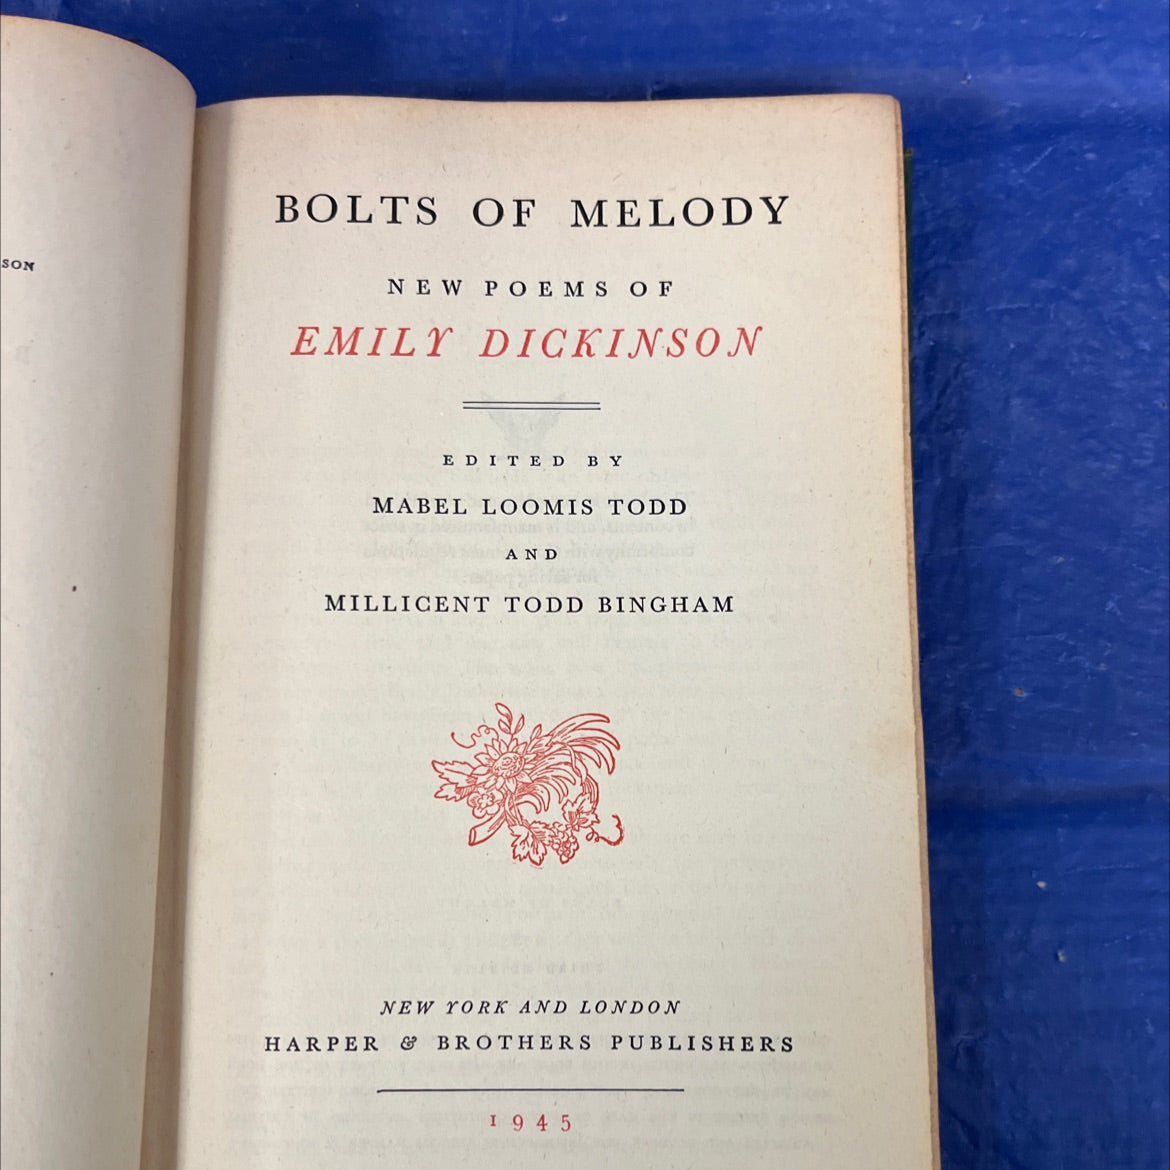 SON
BOLTS OF MELODY
NEW POEMS OF
EMILY DICKINSON
EDITED BY
MABEL LOOMIS TODD
AND
MILLICENT TODD BINGHAM
NEW YORK AND LONDON
HARPER & BROTHERS PUBLISHERS
1945